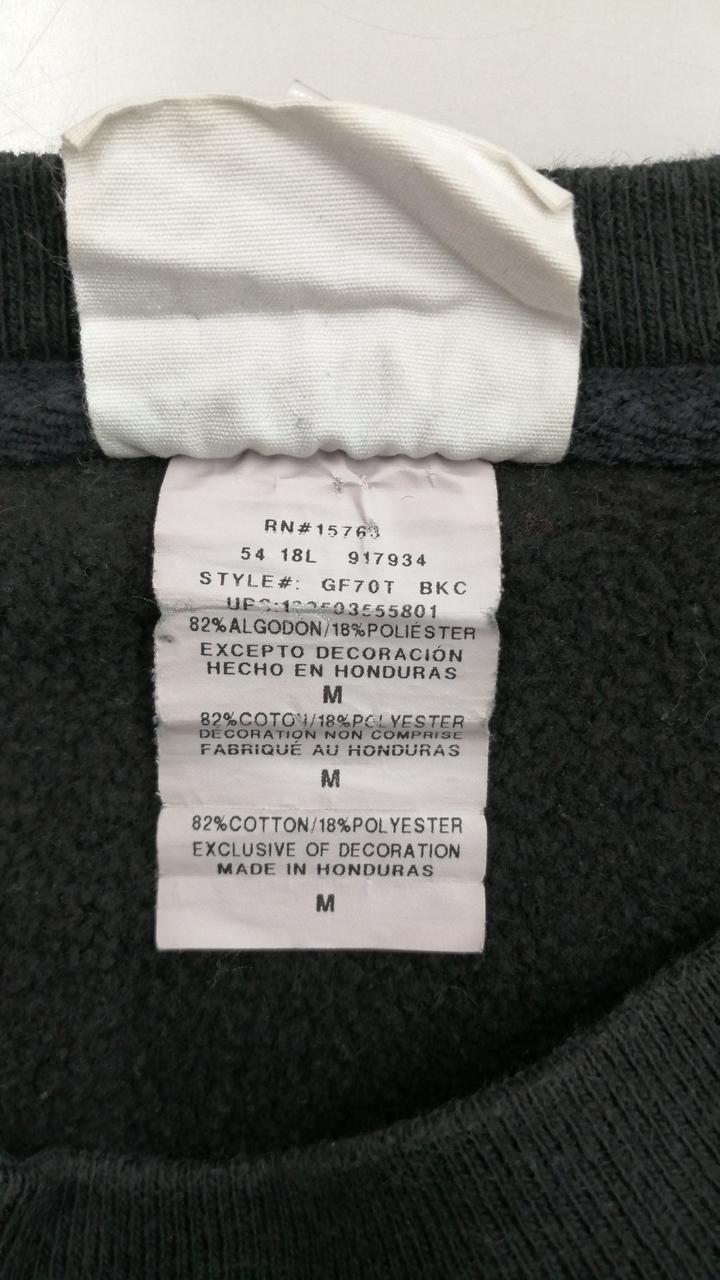 RN#15763
54 18L 917934
STYLE#: GF70T BKC
82%ALGODON/18%POLIÉSTER
EXCEPTO DECORACIÓN
HECHO EN HONDURAS
M
82%COTON/18%POLYESTER
DÉCORATION NON COMPRISE
FABRIQUÉ AU HONDURAS
M
82%COTTON/18%POLYESTER
EXCLUSIVE OF DECORATION
MADE IN HONDURAS
M